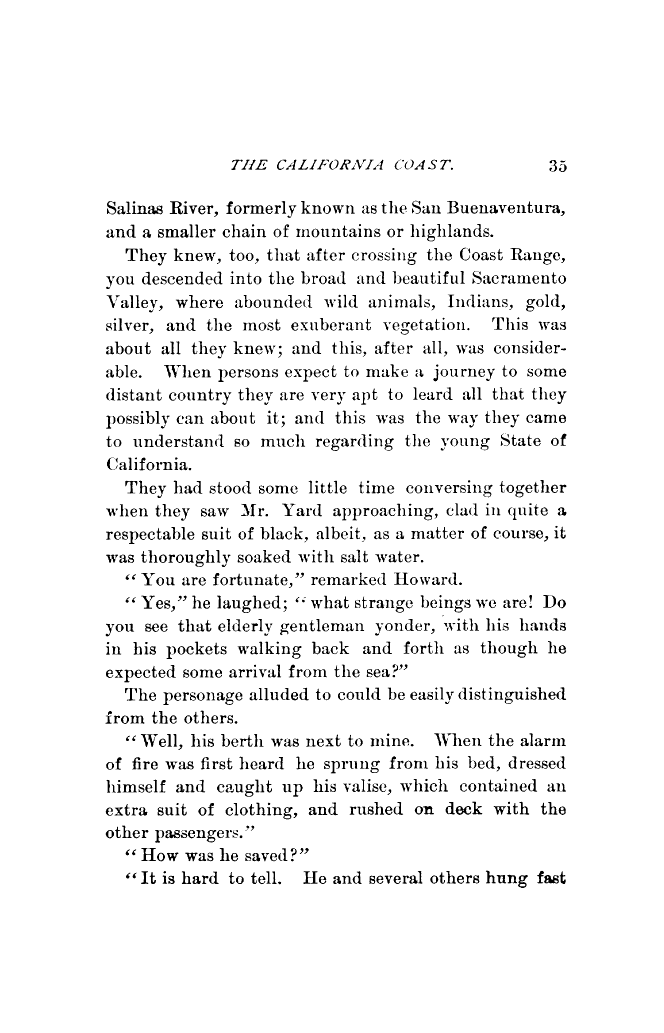 THE CALIFORNIA COAST. 35
Salinas River, formerly known as the San Buenaventura,
and a smaller chain of mountains or highlands.
They knew, too, that after crossing the Coast Range,
you descended into the broad and beautiful Sacramento
Valley, where abounded wild animals, Indians, gold,
silver, and the most exuberant vegetation. This was
about all they knew; and this, after all, was consider-
able. When persons expect to make a journey to some
distant country they are very apt to leard all that they
possibly can about it; and this was the way they came
to understand so much regarding the young State of
California.
They had stood some little time conversing together
when they saw Mr. Yard approaching, clad in quite a
respectable suit of black, albeit, as a matter of course, it
was thoroughly soaked with salt water.
“You are fortunate,” remarked Howard.
“Yes,” he laughed; “what strange beings we are! Do
you see that elderly gentleman yonder, with his hands
in his pockets walking back and forth as though he
expected some arrival from the sea?”
The personage alluded to could be easily distinguished
from the others.
“Well, his berth was next to mine. When the alarm
of fire was first heard he sprung from his bed, dressed
himself and caught up his valise, which contained an
extra suit of clothing, and rushed on deck with the
other passengers.”
“How was he saved?”
“It is hard to tell. He and several others hung fast